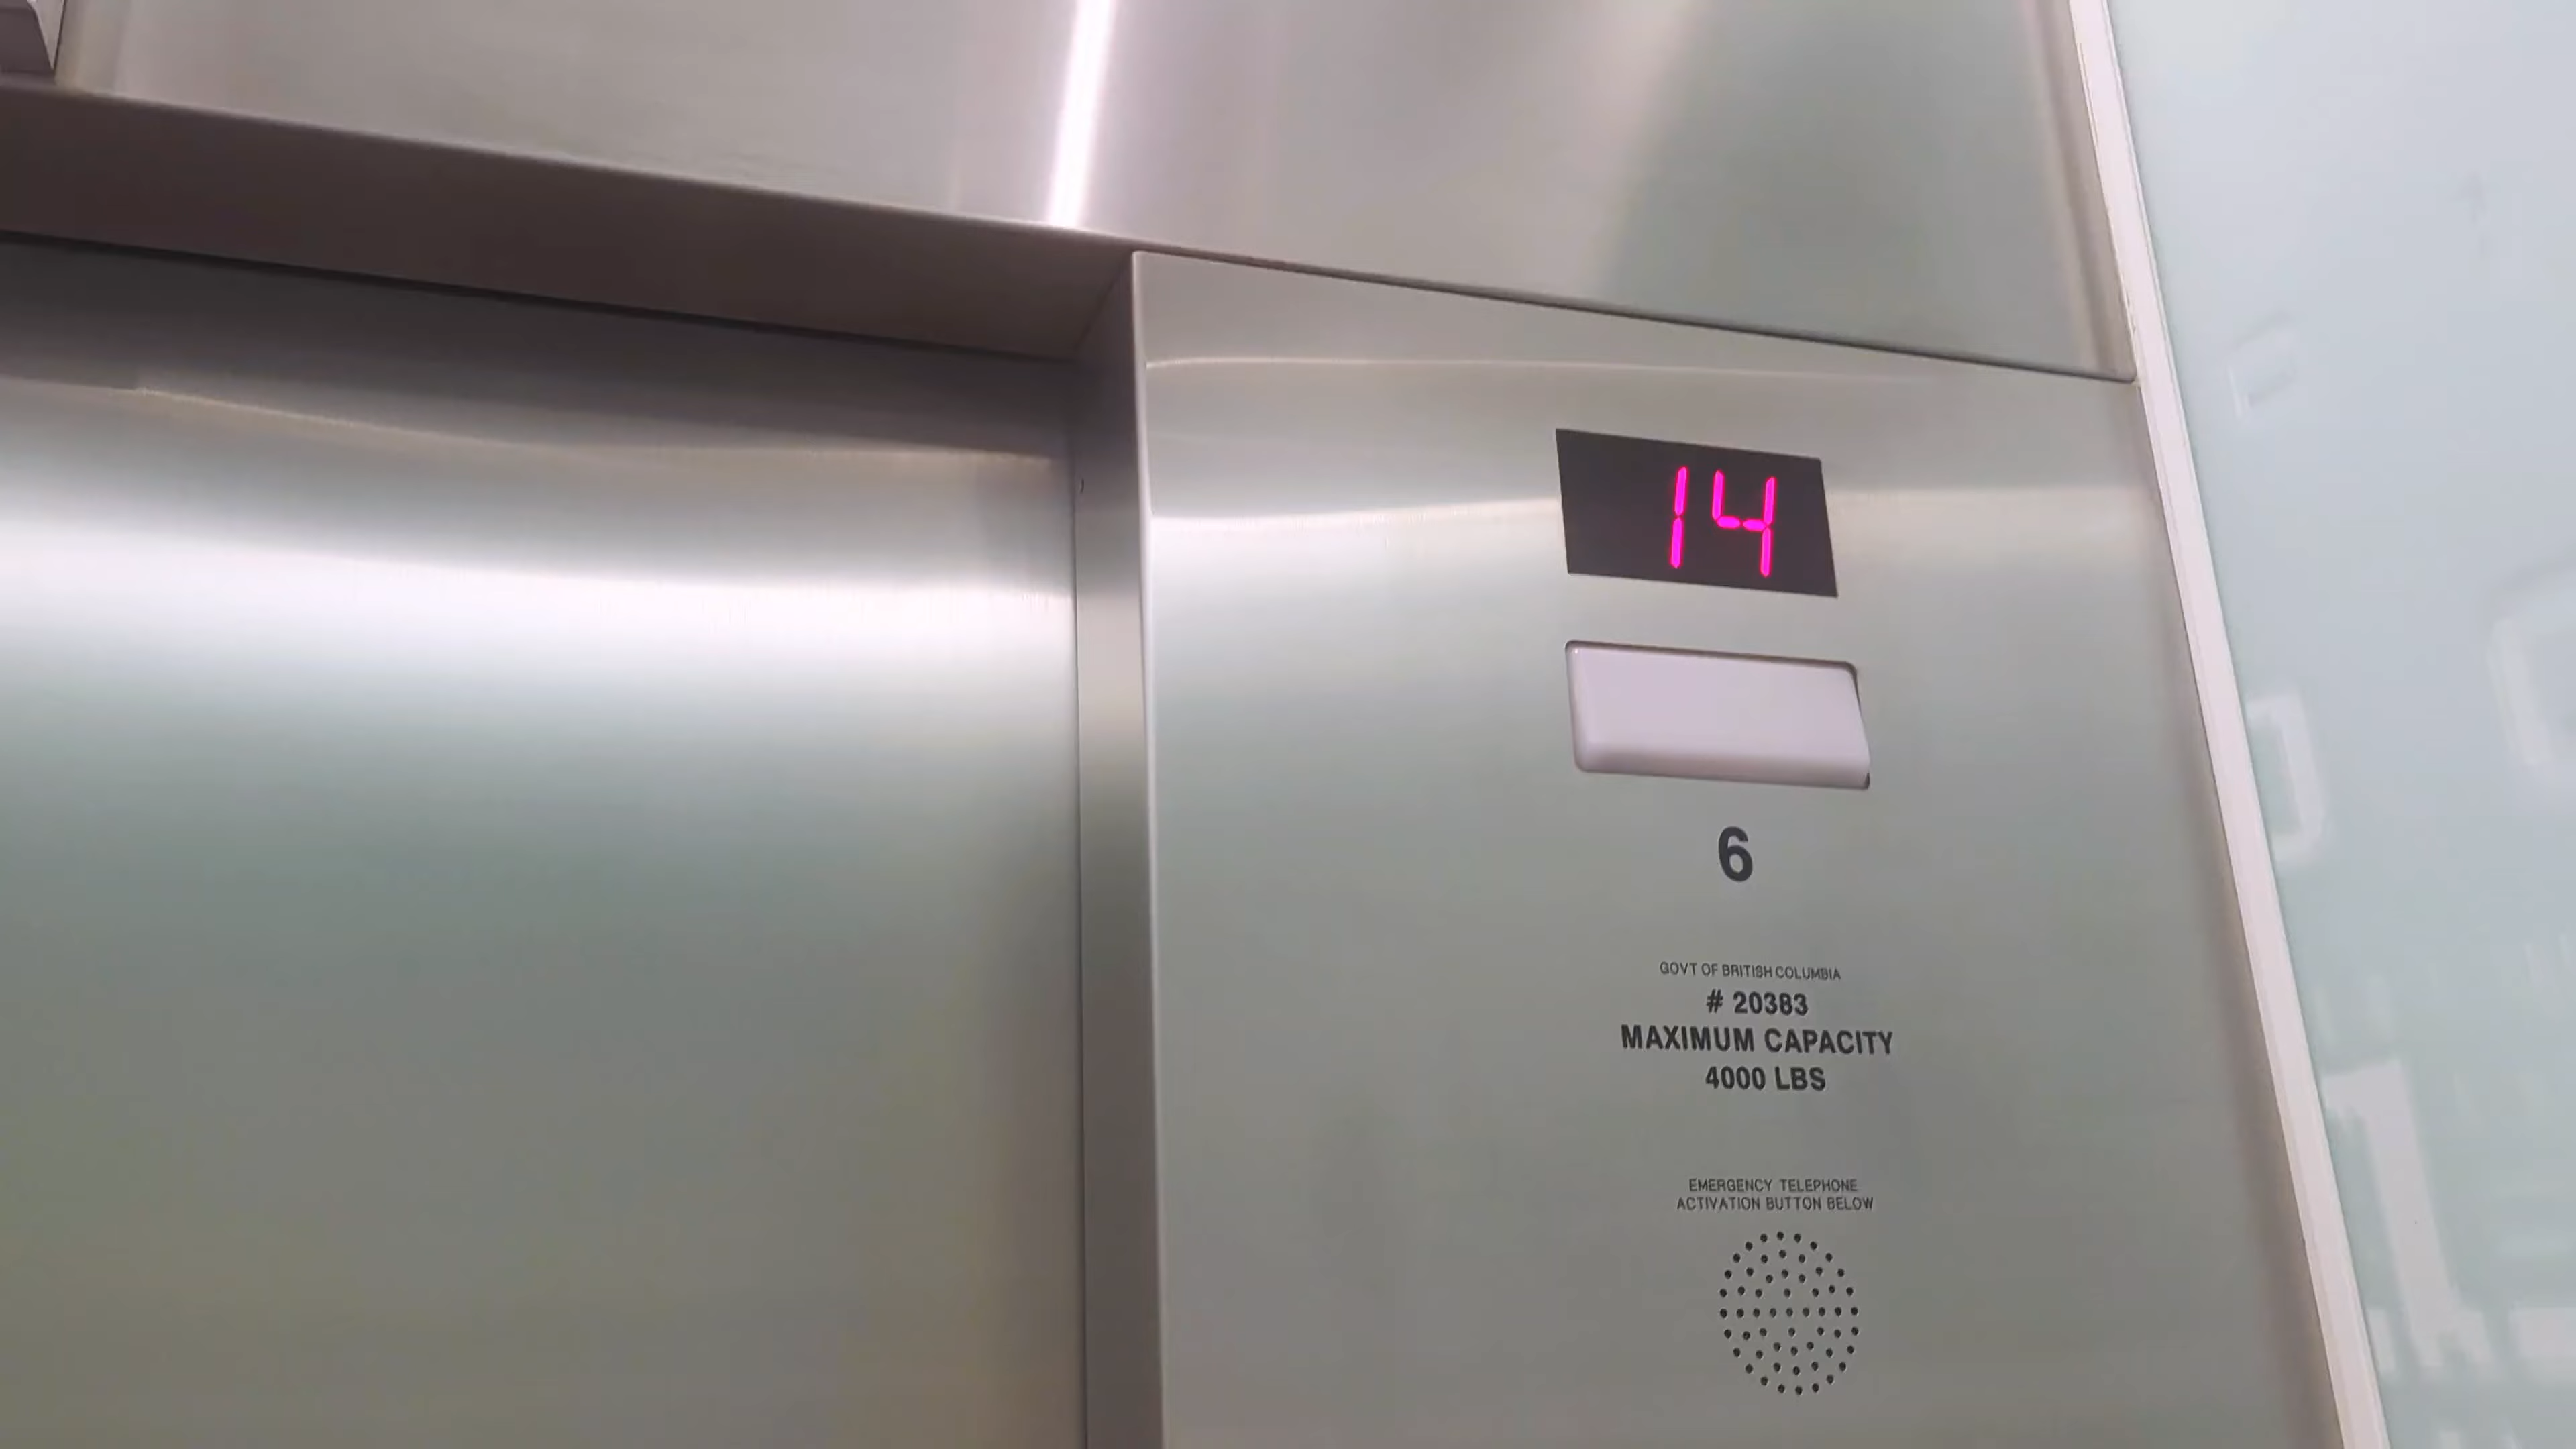 14
6
GOVT OF BRITISH COLUMBIA
# 20383
MAXIMUM CAPACITY
4000 LBS
EMERGENCY TELEPHONE
ACTIVATION BUTTON BELOW